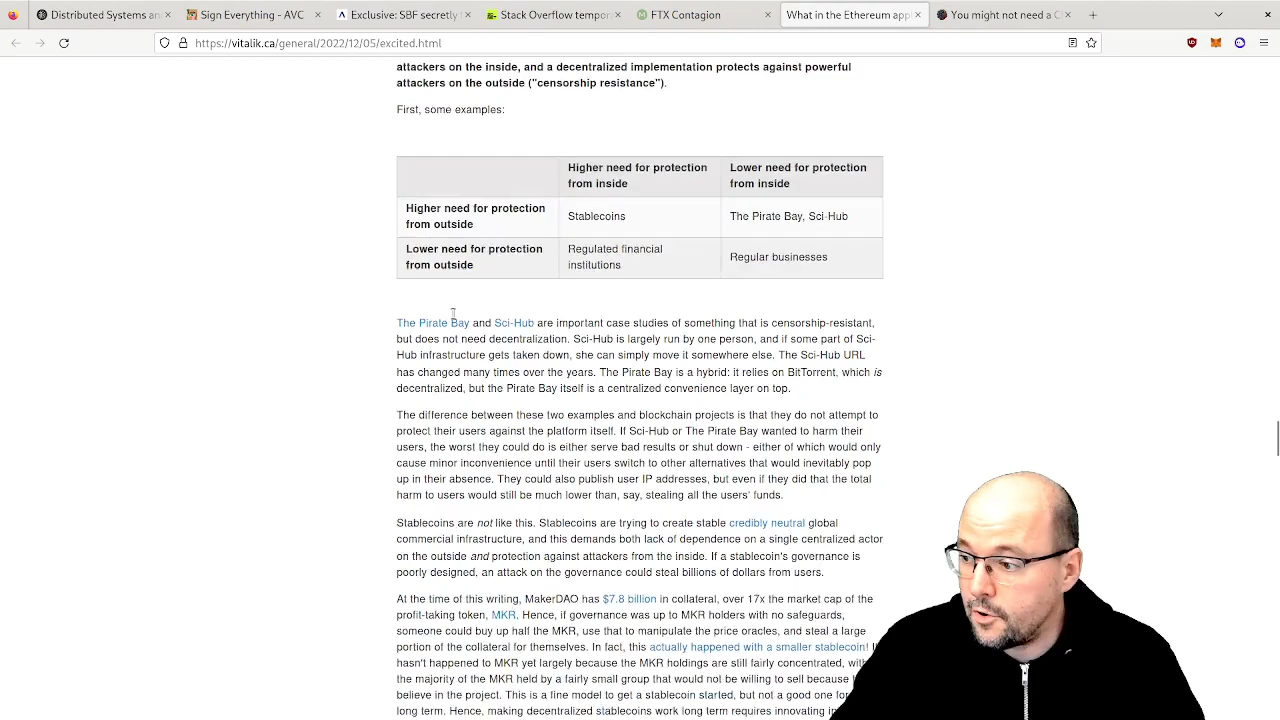 Distributed Systems and
Sign Everything - AVC
Exclusive: SBF secretly
Stack Overflow tempor
FTX Contagion
What in the Ethereum app
You might not need a C
https://vitalik.ca/general/2022/12/05/excited.html
attackers on the inside, and a decentralized implementation protects against powerful
attackers on the outside ("censorship resistance").
First, some examples:
Higher need for protection from inside
Lower need for protection from inside
Higher need for protection from outside
Stablecoins
The Pirate Bay, Sci-Hub
Lower need for protection from outside
Regulated financial institutions
Regular businesses
The Pirate Bay and Sci-Hub are important case studies of something that is censorship-resistant,
but does not need decentralization. Sci-Hub is largely run by one person, and if some part of Sci-
Hub infrastructure gets taken down, she can simply move it somewhere else. The Sci-Hub URL
has changed many times over the years. The Pirate Bay is a hybrid: it relies on BitTorrent, which is
decentralized, but the Pirate Bay itself is a centralized convenience layer on top.
The difference between these two examples and blockchain projects is that they do not attempt to
protect their users against the platform itself. If Sci-Hub or The Pirate Bay wanted to harm their
users, the worst they could do is either serve bad results or shut down - either of which would only
cause minor inconvenience until their users switch to other alternatives that would inevitably pop
up in their absence. They could also publish user IP addresses, but even if they did that the total
harm to users would still be much lower than, say, stealing all the users' funds.
Stablecoins are not like this. Stablecoins are trying to create stable credibly neutral global
commercial infrastructure, and this demands both lack of dependence on a single centralized actor
on the outside and protection against attackers from the inside. If a stablecoin's governance is
poorly designed, an attack on the governance could steal billions of dollars from users.
At the time of this writing, MakerDAO has $7.8 billion in collateral, over 17x the market cap of the
profit-taking token, MKR. Hence, if governance was up to MKR holders with no safeguards,
someone could buy up half the MKR, use that to manipulate the price oracles, and steal a large
portion of the collateral for themselves. In fact, this actually happened with a smaller stablecoin!
hasn't happened to MKR yet largely because the MKR holdings are still fairly concentrated,
the majority of the MKR held by a fairly small group that would not be willing to sell because
believe in the project. This is a fine model to get a stablecoin started, but not a good one
long term. Hence, making decentralized stablecoins work long term requires innovating